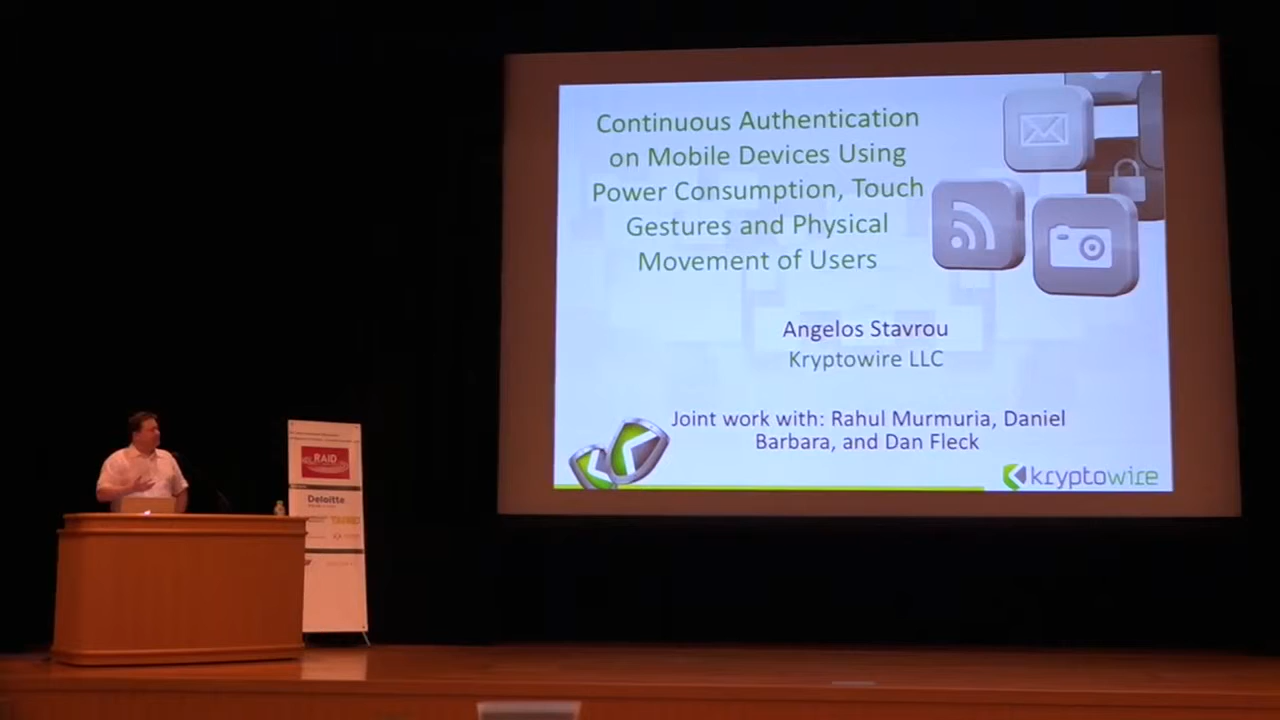 Continuous Authentication
on Mobile Devices Using
Power Consumption, Touch
Gestures and Physical
Movement of Users
Angelos Stavrou
Kryptowire LLC
Joint work with: Rahul Murmuria, Daniel
Barbara, and Dan Fleck
kryptowire
RAID
Deloitte